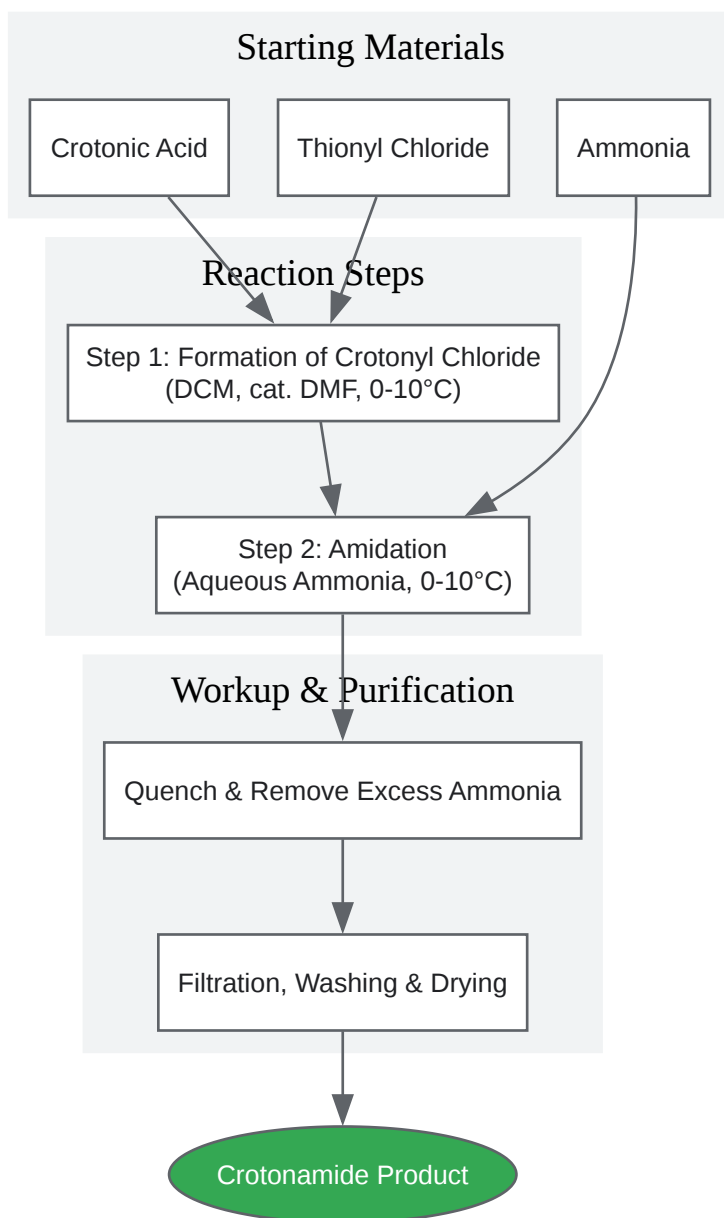 Starting Materials
Crotonic Acid
Thionyl Chloride
Ammonia
Reaction Steps
Step 1: Formation of Crotonyl Chloride
(DCM, cat. DMF, 0-10°C)
Step 2: Amidation
(Aqueous Ammonia, 0-10°C)
Workup & Purification
Quench & Remove Excess Ammonia
Filtration, Washing & Drying
Crotonamide Product